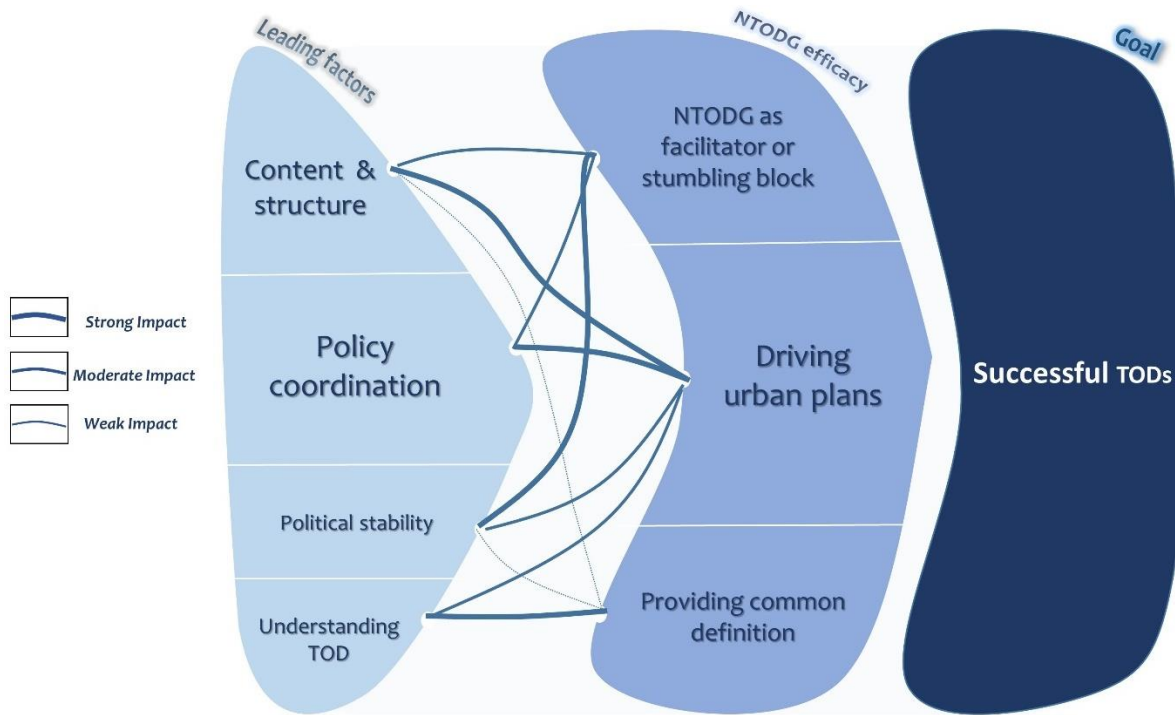 Leading factors
NTODG efficacy
Goal
Content &
structure
Policy
coordination
Political stability
Understanding
TOD
NTODG as
facilitator or
stumbling block
Driving
urban plans
Providing common
definition
Successful TODs
Strong Impact
Moderate Impact
Weak Impact